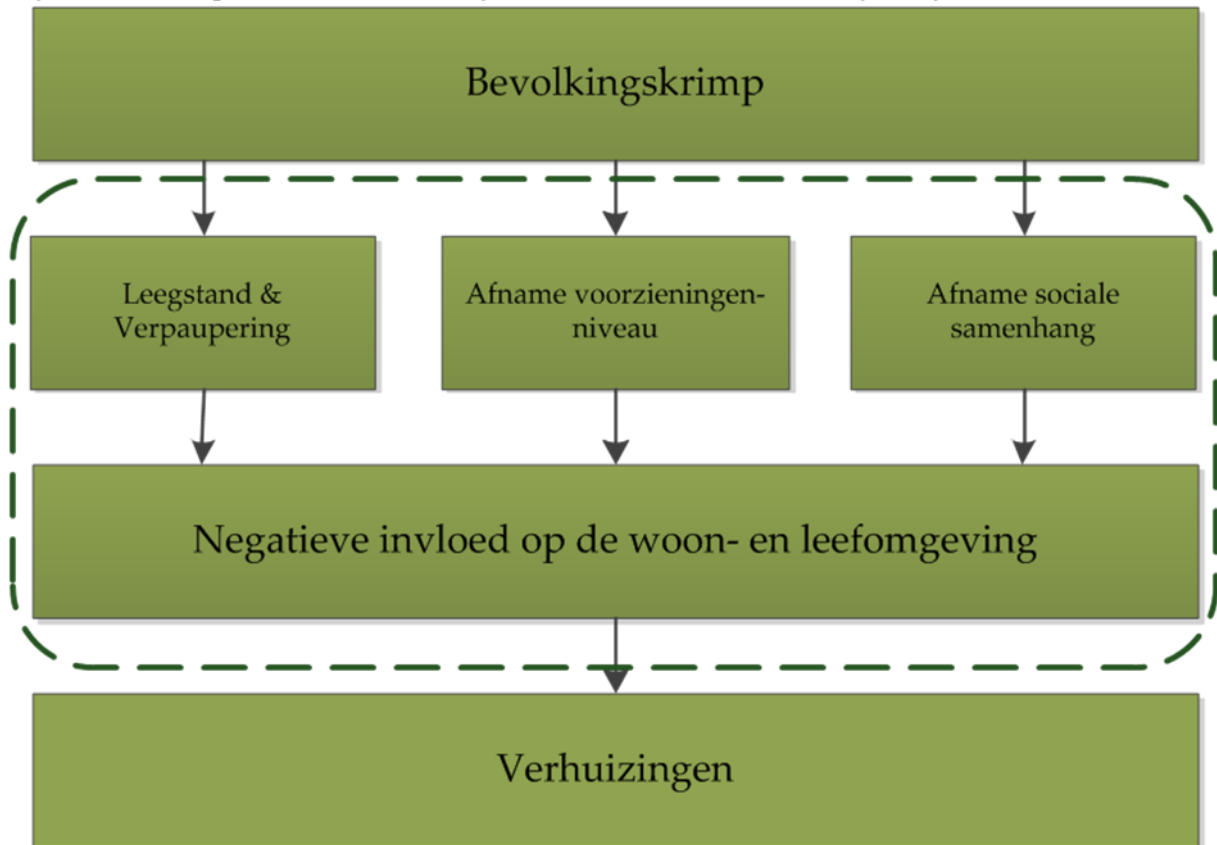 Bevolkingskrimp
Leegstand &
Verpaupering
Afname voorzieningen-
niveau
Afname sociale
samenhang
Negatieve invloed op de woon- en leefomgeving
Verhuizingen